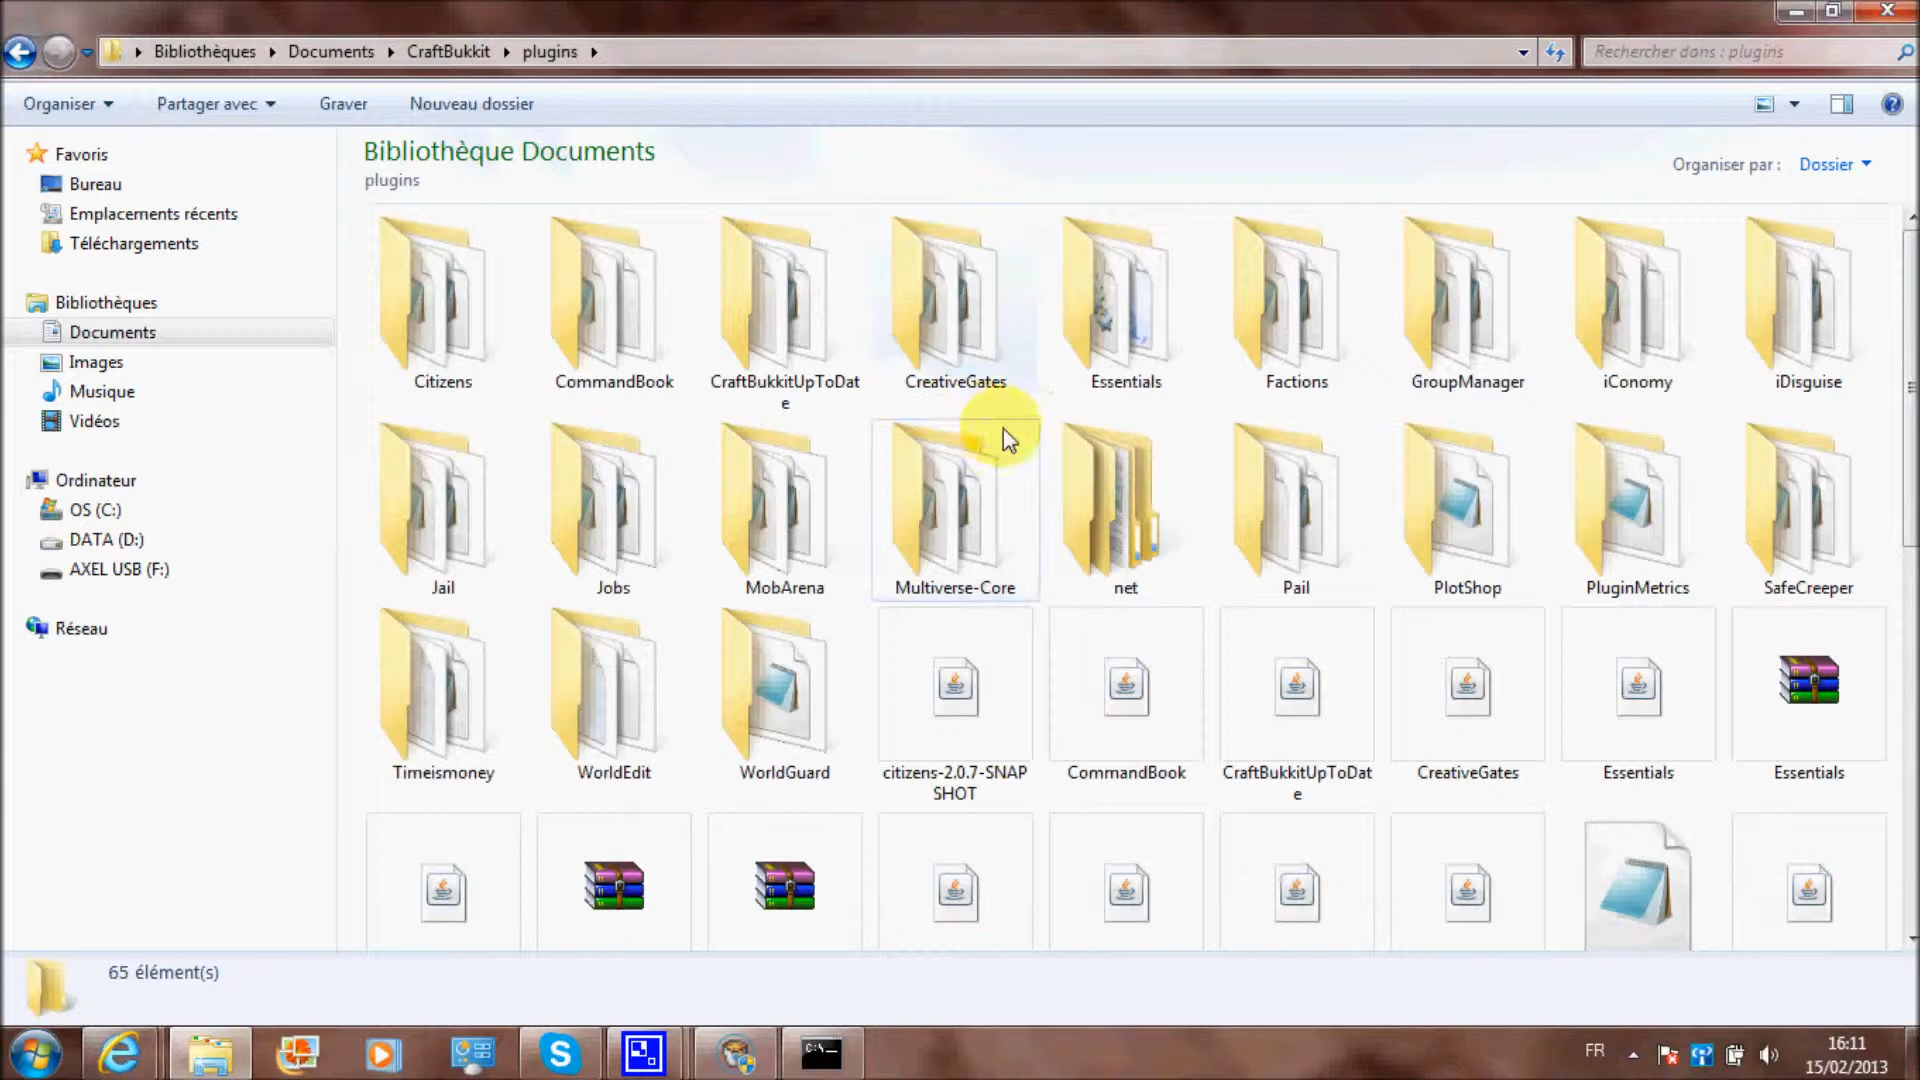 Bibliothèques Documents CraftBukkit plugins
Rechercher dans : plugins
Organiser Partager avec Graver Nouveau dossier
Favoris
Bureau
Emplacements récents
Téléchargements
Bibliothèques
Documents
Images
Musique
Vidéos
Ordinateur
OS (C:)
DATA (D:)
AXEL USB (F:)
Réseau
Bibliothèque Documents
plugins
Organiser par : Dossier
Citizens
CommandBook
CraftBukkitUpToDat
e
CreativeGates
Essentials
Factions
GroupManager
iConomy
iDisguise
Jail
Jobs
MobArena
Multiverse-Core
net
Pail
PlotShop
PluginMetrics
SafeCreeper
Timeismoney
WorldEdit
WorldGuard
citizens-2.0.7-SNAP
SHOT
CommandBook
CraftBukkitUpToDat
e
CreativeGates
Essentials
Essentials
65 élément(s)
C:\
FR
16:11
15/02/2013